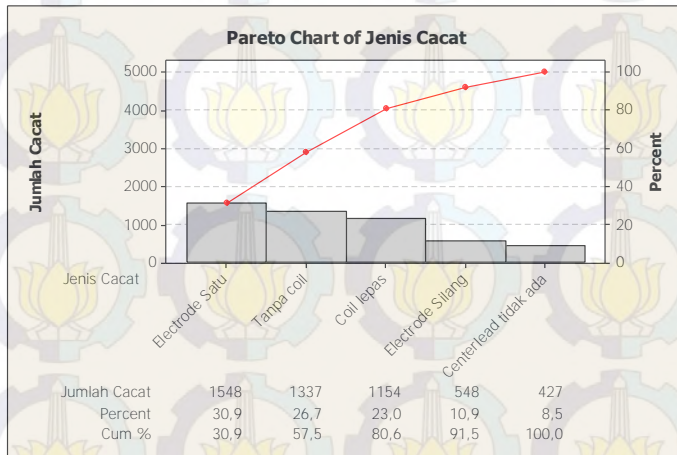 Pareto Chart of Jenis Cacat
5000
4000
3000
2000
1000
0
Jumlah Cacat
100
80
60
40
20
0
Percent
Jenis Cacat
Electrode Satu
Tanpa coil
Coil lepas
Electrode Silang
Centerlead tidak ada
Jumlah Cacat 1548 1337 1154 548 427
Percent 30,9 26,7 23,0 10,9 8,5
Cum % 30,9 57,5 80,6 91,5 100,0